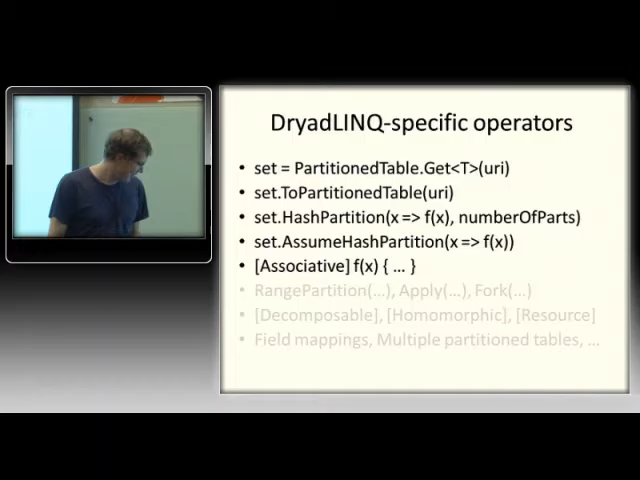 DryadLINQ-specific operators
• set = PartitionedTable.Get<T>(uri)
• set.ToPartitionedTable(uri)
• set.HashPartition(x => f(x), numberOfParts)
• set.AssumeHashPartition(x => f(x))
• [Associative] f(x) { … }
• RangePartition(…), Apply(…), Fork(…)
• [Decomposable], [Homomorphic], [Resource]
• Field mappings, Multiple partitioned tables, …